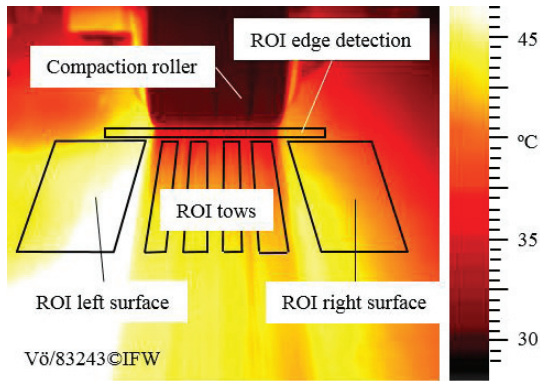 ROI edge detection
Compaction roller
ROI tows
ROI left surface
ROI right surface
Vö/83243©IFW
45
ºC
35
30